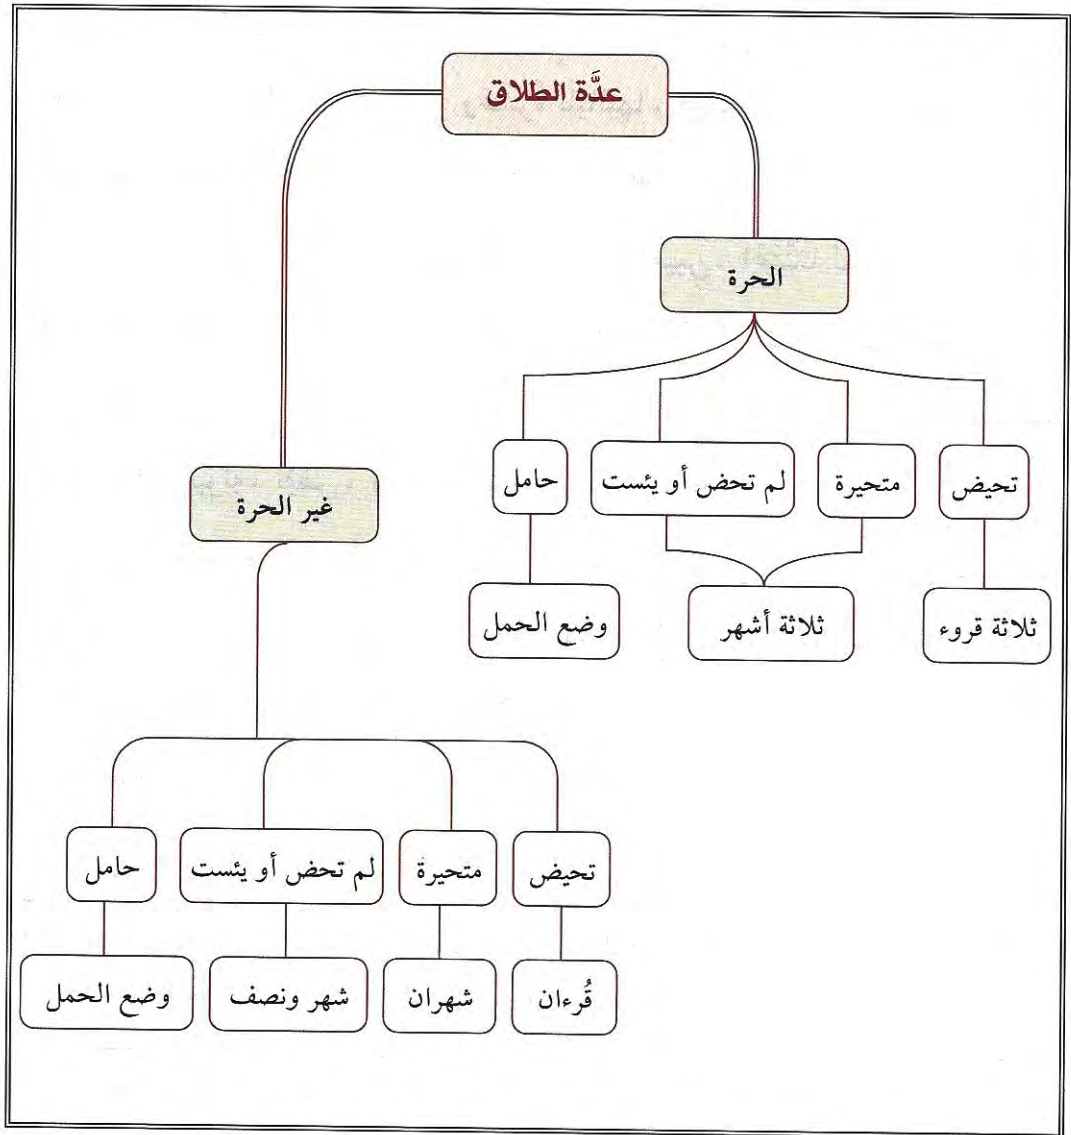 عدَّة الطلاق
الحرة
تحيض
متحيرة
لم تحض أو يئست
حامل
ثلاثة قروء
ثلاثة أشهر
وضع الحمل
غير الحرة
تحيض
متحيرة
لم تحض أو يئست
حامل
قُرءان
شهران
شهر ونصف
وضع الحمل